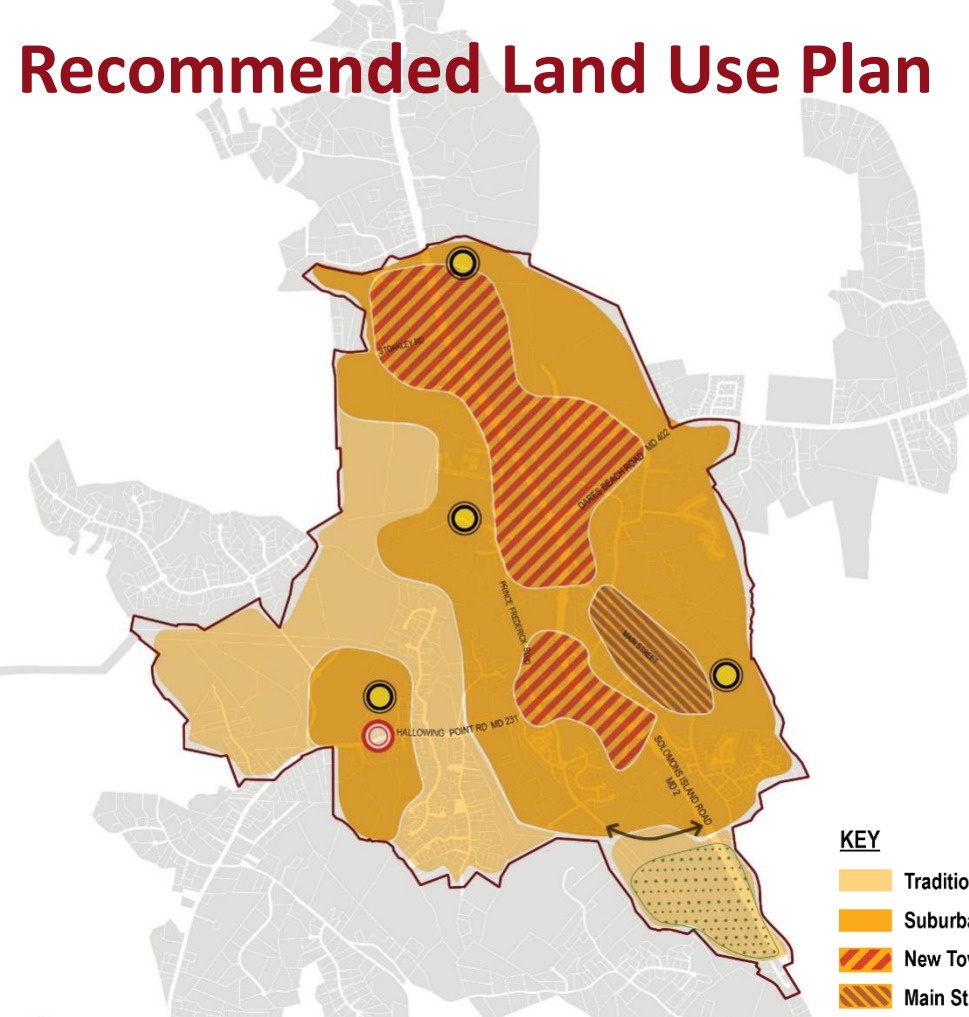 Recommended Land Use Plan
STOAKLEY RD
DARES BEACH ROAD MD 402
PRINCE FREDERICK BLVD
MAIN STREET
HALLOWING POINT RD MD 231
SOLOMONS ISLAND ROAD
MD 2
KEY
Traditio
Suburba
New Tov
Main St